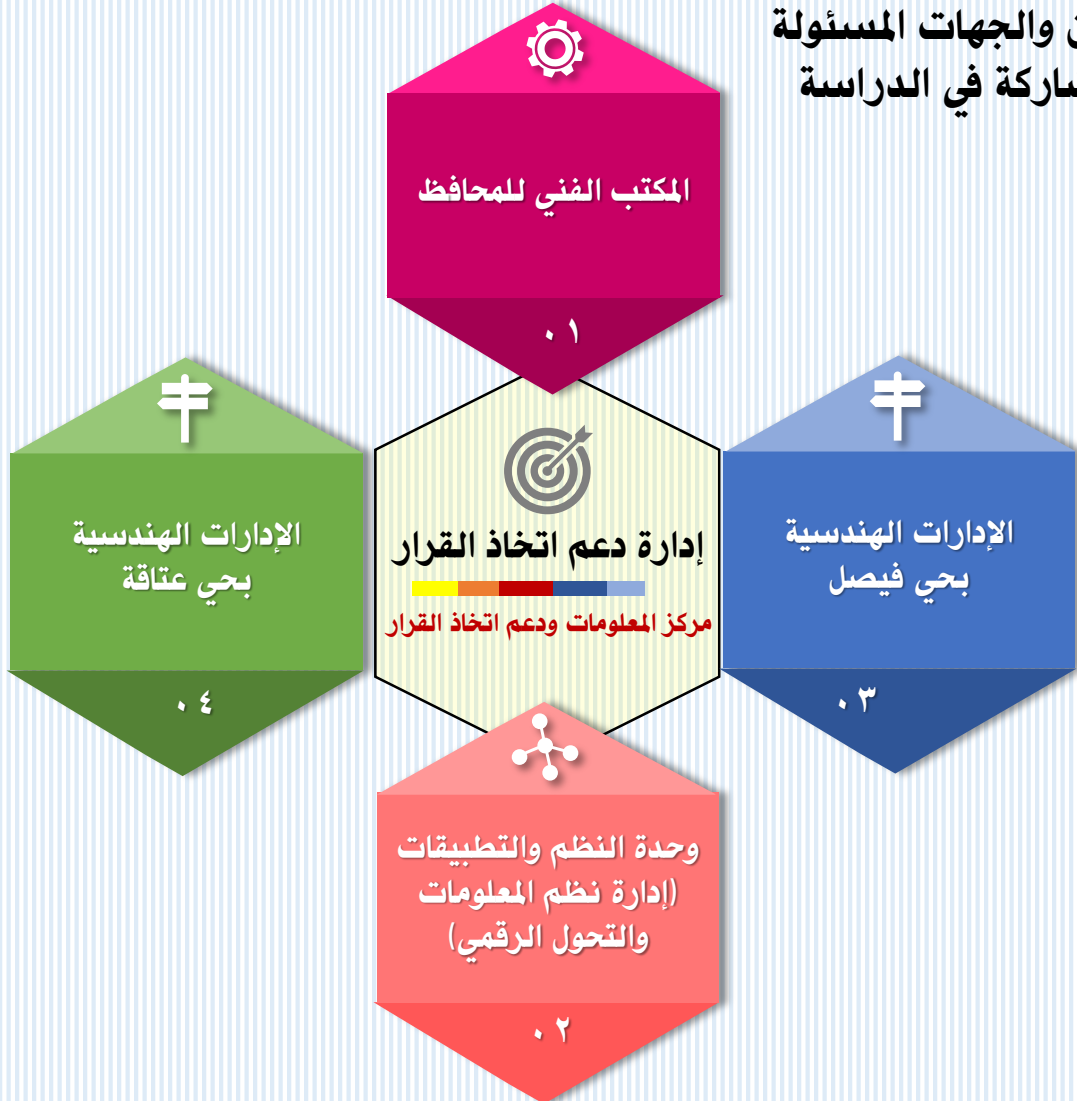 والجهات المسئولة
في الدراسة
المكتب الفني للمحافظ
٠١
إدارة دعم اتخاذ القرار
مركز المعلومات ودعم اتخاذ القرار
وحدة النظم والتطبيقات
(إدارة نظم المعلومات
والتحول الرقمي)
٠٢
الإدارات الهندسية
بحي فيصل
٠٣
الإدارات الهندسية
بحي عتاقة
٠٤